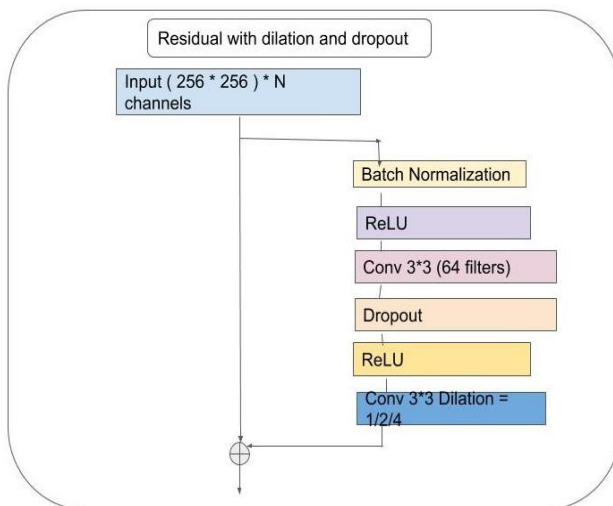 Residual with dilation and dropout
Input ( 256 * 256 ) * N
channels
Batch Normalization
ReLU
Conv 3*3 (64 filters)
Dropout
ReLU
Conv 3*3 Dilation =
1/2/4